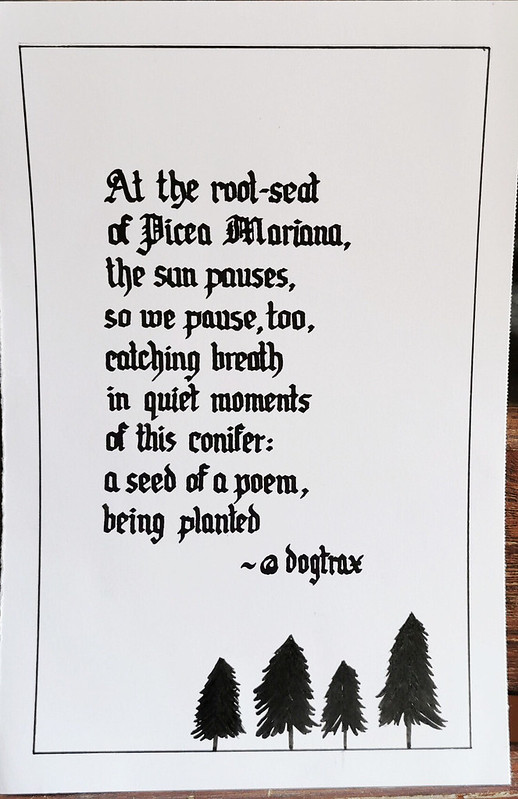 At the root-seat
of Picea Mariana,
the sun pauses,
so we pause, too,
catching breath
in quiet moments
of this conifer:
a seed of a poem,
being planted
~@dogtrax